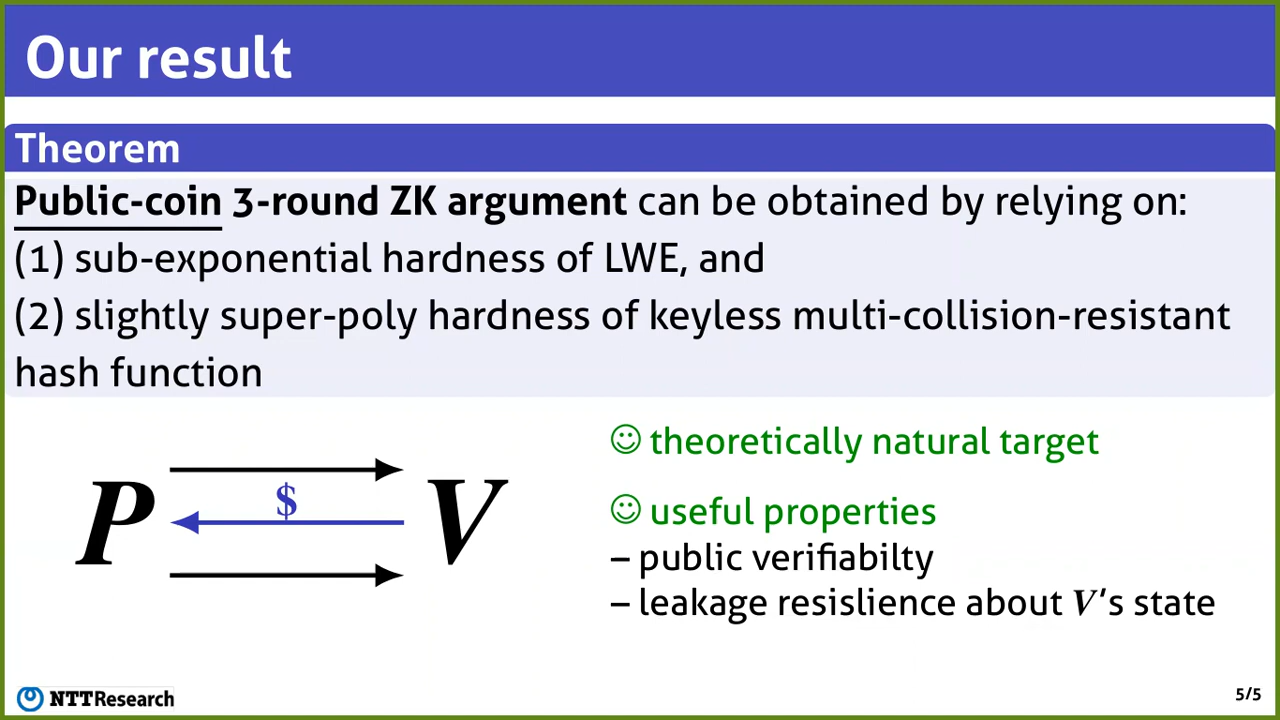 Our result
Theorem
Public-coin 3-round ZK argument can be obtained by relying on:
(1) sub-exponential hardness of LWE, and
(2) slightly super-poly hardness of keyless multi-collision-resistant
hash function
P
$
V
☺ theoretically natural target
☺ useful properties
– public verifiabilty
– leakage resislience about V's state
NTTResearch
5/5